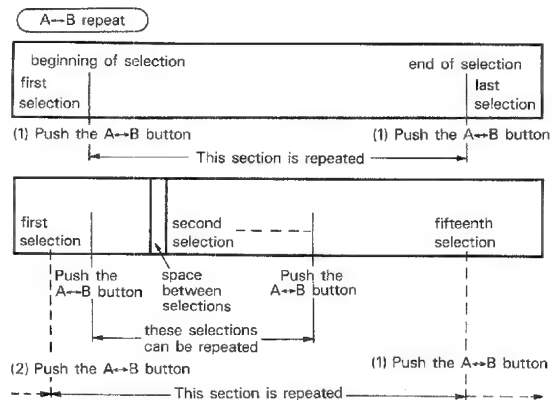 A↔B repeat
beginning of selection
end of selection
first
selection
last
selection
(1) Push the A↔B button
(1) Push the A↔B button
This section is repeated
first
selection
second
selection
fifteenth
selection
Push the
A↔B button
space
between
selections
Push the
A↔B button
these selections
can be repeated
(2) Push the A↔B button
(1) Push the A↔B button
This section is repeated